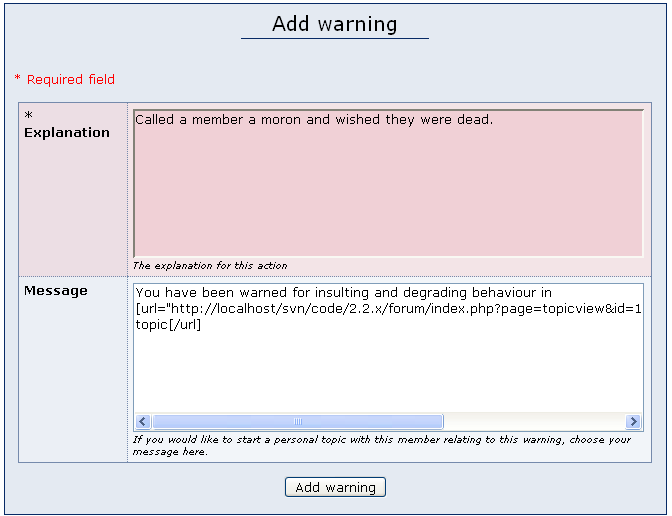 Add warning
* Required field
*
Explanation
Called a member a moron and wished they were dead.
The explanation for this action
Message
You have been warned for insulting and degrading behaviour in
[url="http://localhost/svn/code/2.2.x/forum/index.php?page=topicview&id=1
topic[/url]
If you would like to start a personal topic with this member relating to this warning, choose your
message here.
Add warning